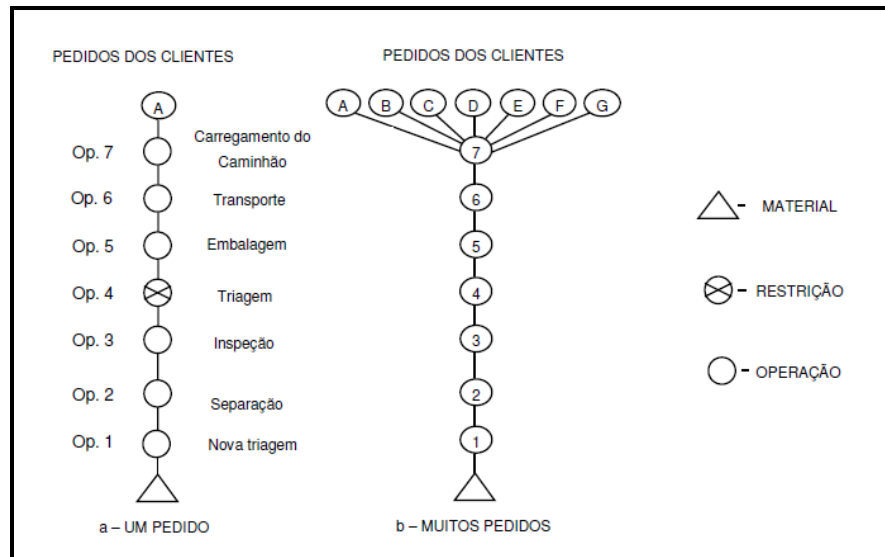 PEDIDOS DOS CLIENTES
A
Op. 7 Carregamento do
Caminhão
Op. 6 Transporte
Op. 5 Embalagem
Op. 4 Triagem
Op. 3 Inspeção
Op. 2 Separação
Op. 1 Nova triagem
a – UM PEDIDO
PEDIDOS DOS CLIENTES
A B C D E F G
7
6
5
4
3
2
1
b – MUITOS PEDIDOS
– MATERIAL
– RESTRIÇÃO
– OPERAÇÃO